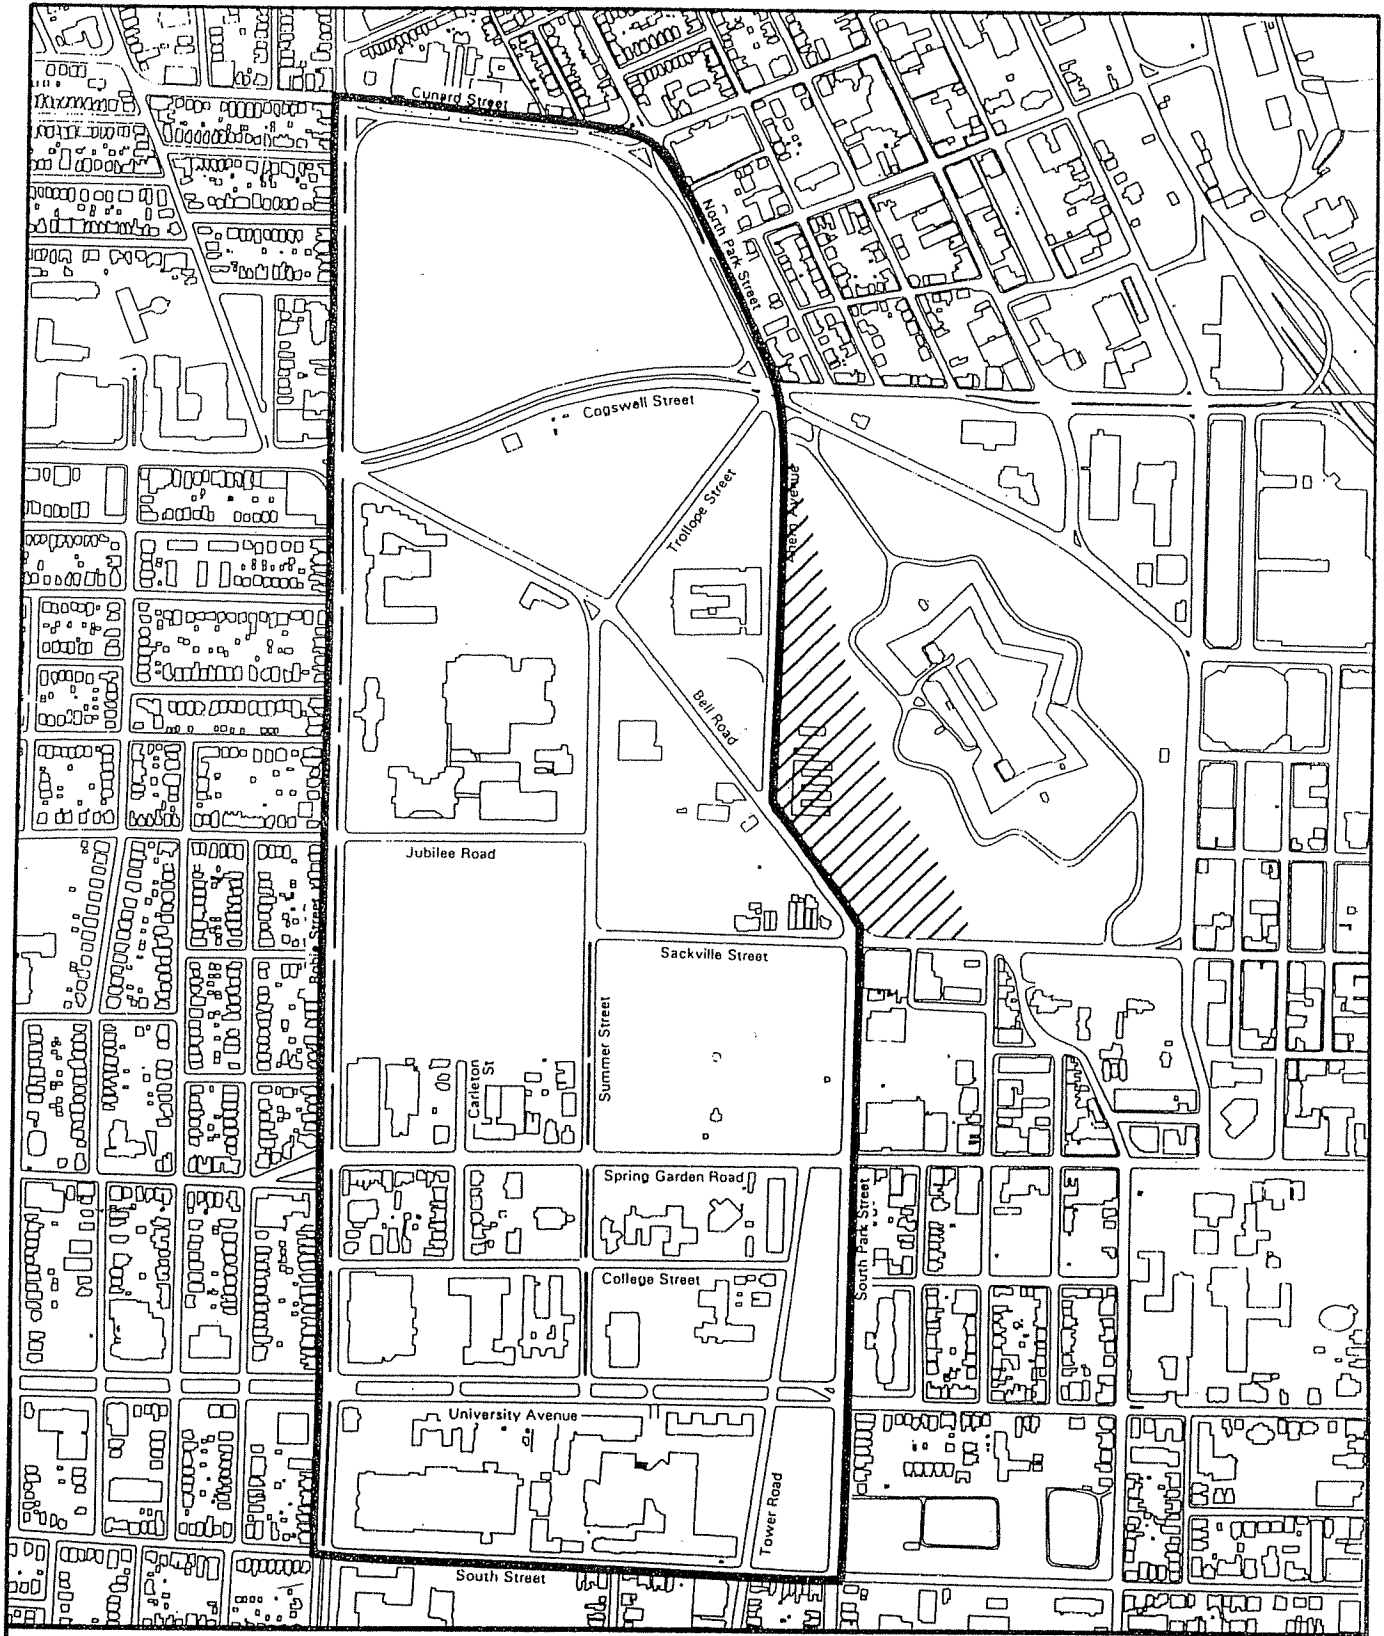 Cunard Street
North Park Street
Cogswall Street
Trollope Street
Ahern Avenue
Bell Road
Jubilee Road
Robie Street
Sackville Street
Summer Street
Carleton
St
Spring Garden Road
South Park Street
College Street
University Avenue
Tower Road
South Street